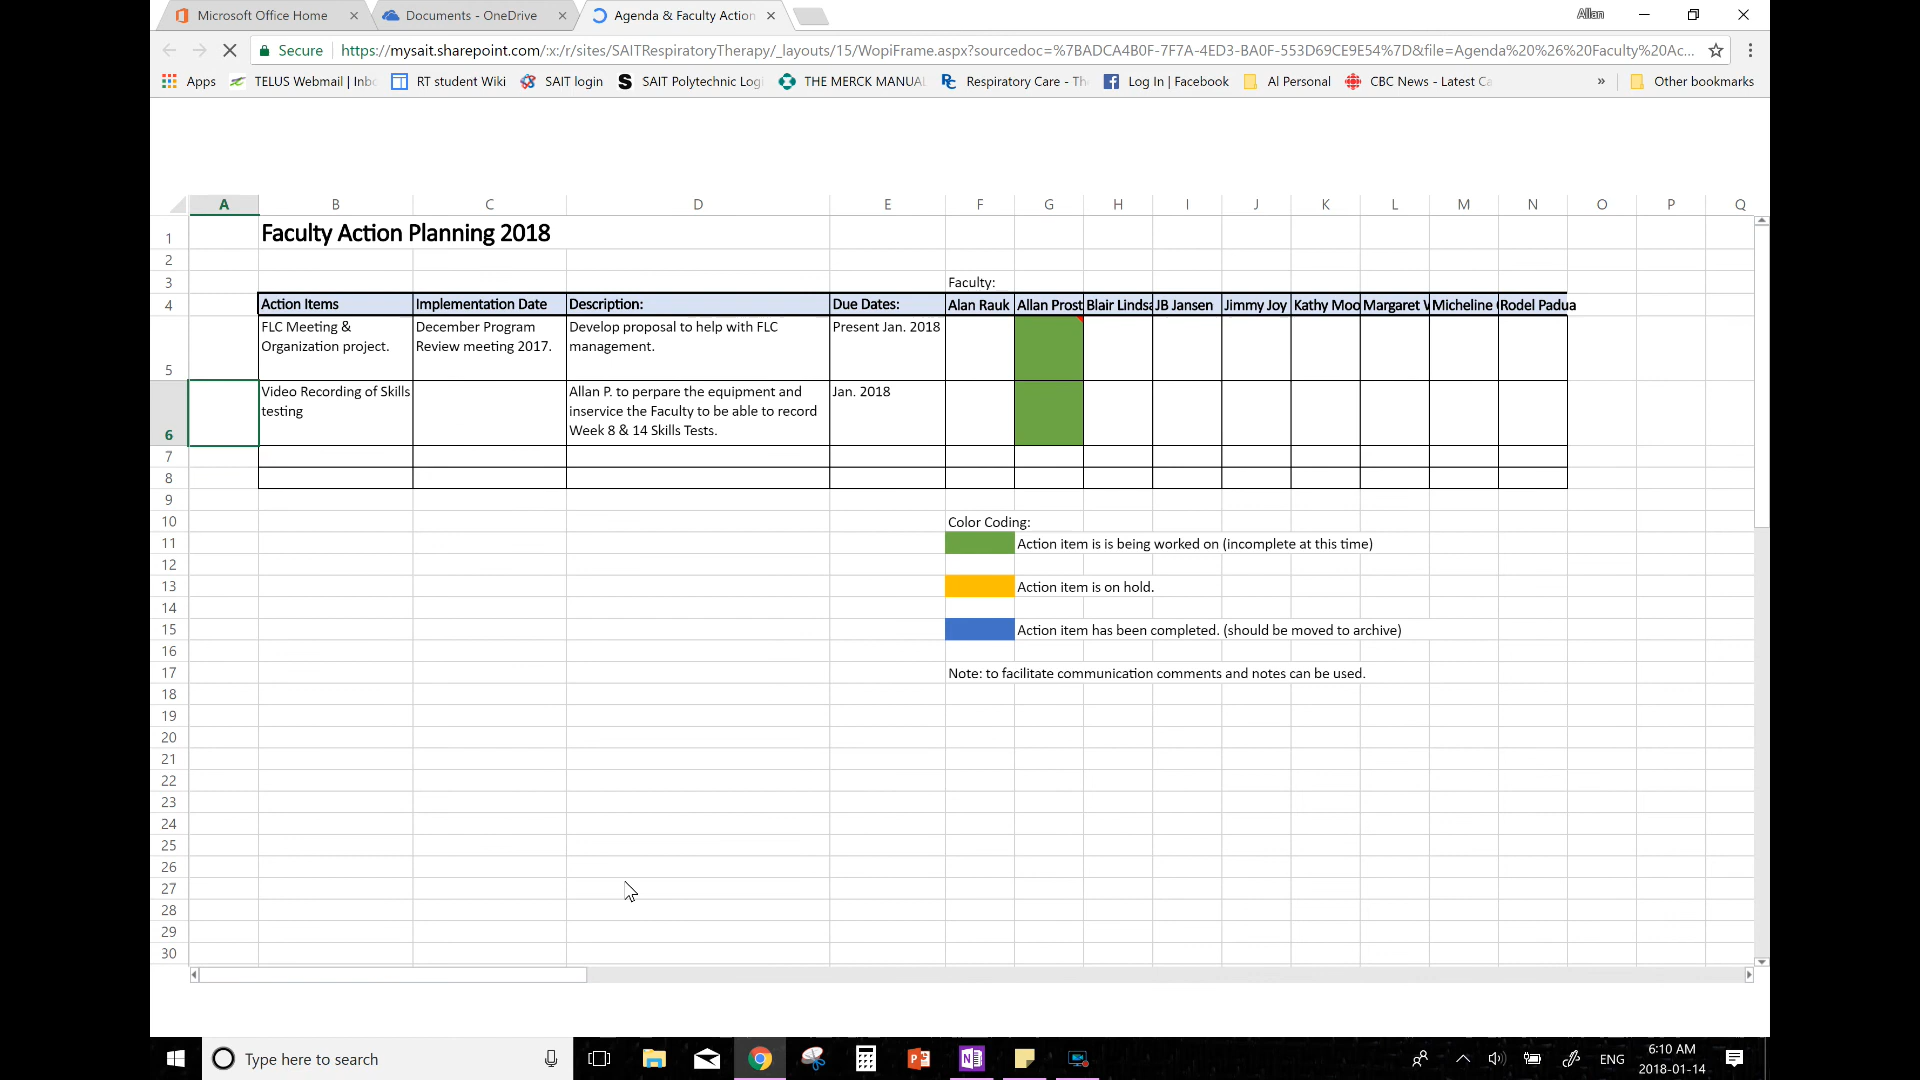 Microsoft Office Home
Documents - OneDrive
Agenda & Faculty Action
Allan
Secure
https://mysait.sharepoint.com/:x:/r/sites/SAITRespiratoryTherapy/_layouts/15/WopiFrame.aspx?sourcedoc=%7BADCA4B0F-7F7A-4ED3-BA0F-553D69CE9E54%7D&file=Agenda%20%26%20Faculty%20Ac...
Apps TELUS Webmail | Inbo RT student Wiki SAIT login SAIT Polytechnic Logi THE MERCK MANUAL Respiratory Care - The Log In | Facebook Al Personal CBC News - Latest Ca » Other bookmarks
A B C D E F G H I J K L M N O P Q
1 Faculty Action Planning 2018
2
3 Faculty:
4 Action Items Implementation Date Description: Due Dates: Alan Rauk Allan Prost Blair Lindsa JB Jansen Jimmy Joy Kathy Moo Margaret Micheline Rodel Padua
FLC Meeting & December Program Develop proposal to help with FLC Present Jan. 2018
Organization project. Review meeting 2017. management.
5
Video Recording of Skills Allan P. to perpare the equipment and Jan. 2018
testing inservice the Faculty to be able to record
6 Week 8 & 14 Skills Tests.
7
8
9
10 Color Coding:
11 Action item is is being worked on (incomplete at this time)
12
13 Action item is on hold.
14
15 Action item has been completed. (should be moved to archive)
16
17 Note: to facilitate communication comments and notes can be used.
18
19
20
21
22
23
24
25
26
27
28
29
30
Type here to search
ENG
6:10 AM
2018-01-14